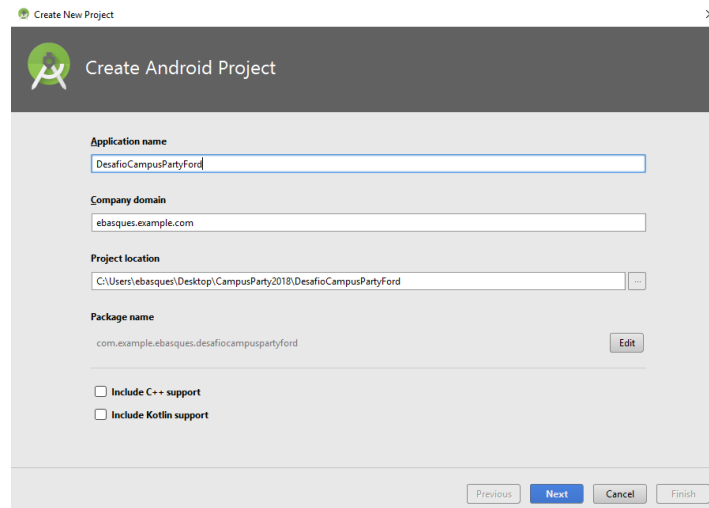 Create New Project
Create Android Project
Application name
DesafioCampusPartyFord
Company domain
ebasques.example.com
Project location
C:\Users\ebasques\Desktop\CampusParty2018\DesafioCampusPartyFord
...
Package name
com.example.ebasques.desafiocampuspartyford
Edit
Include C++ support
Include Kotlin support
Previous Next Cancel Finish